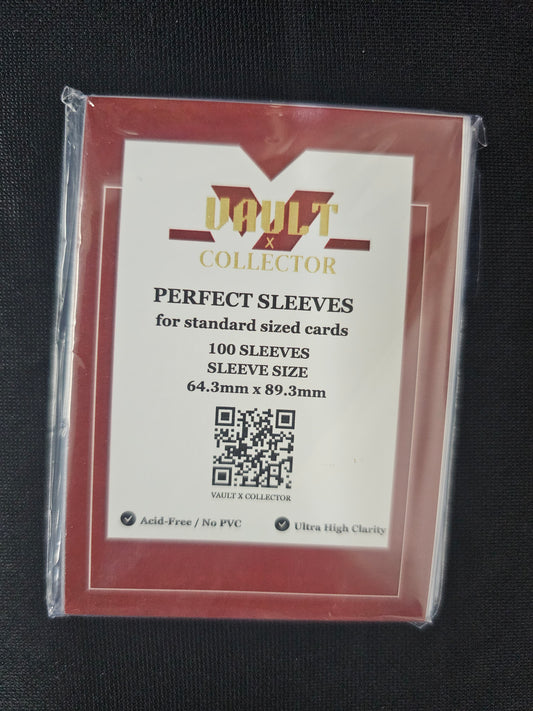 VAULT
X
COLLECTOR
PERFECT SLEEVES
for standard sized cards
100 SLEEVES
SLEEVE SIZE
64.3mm x 89.3mm
VAULT X COLLECTOR
Acid-Free / No PVC
Ultra High Clarity